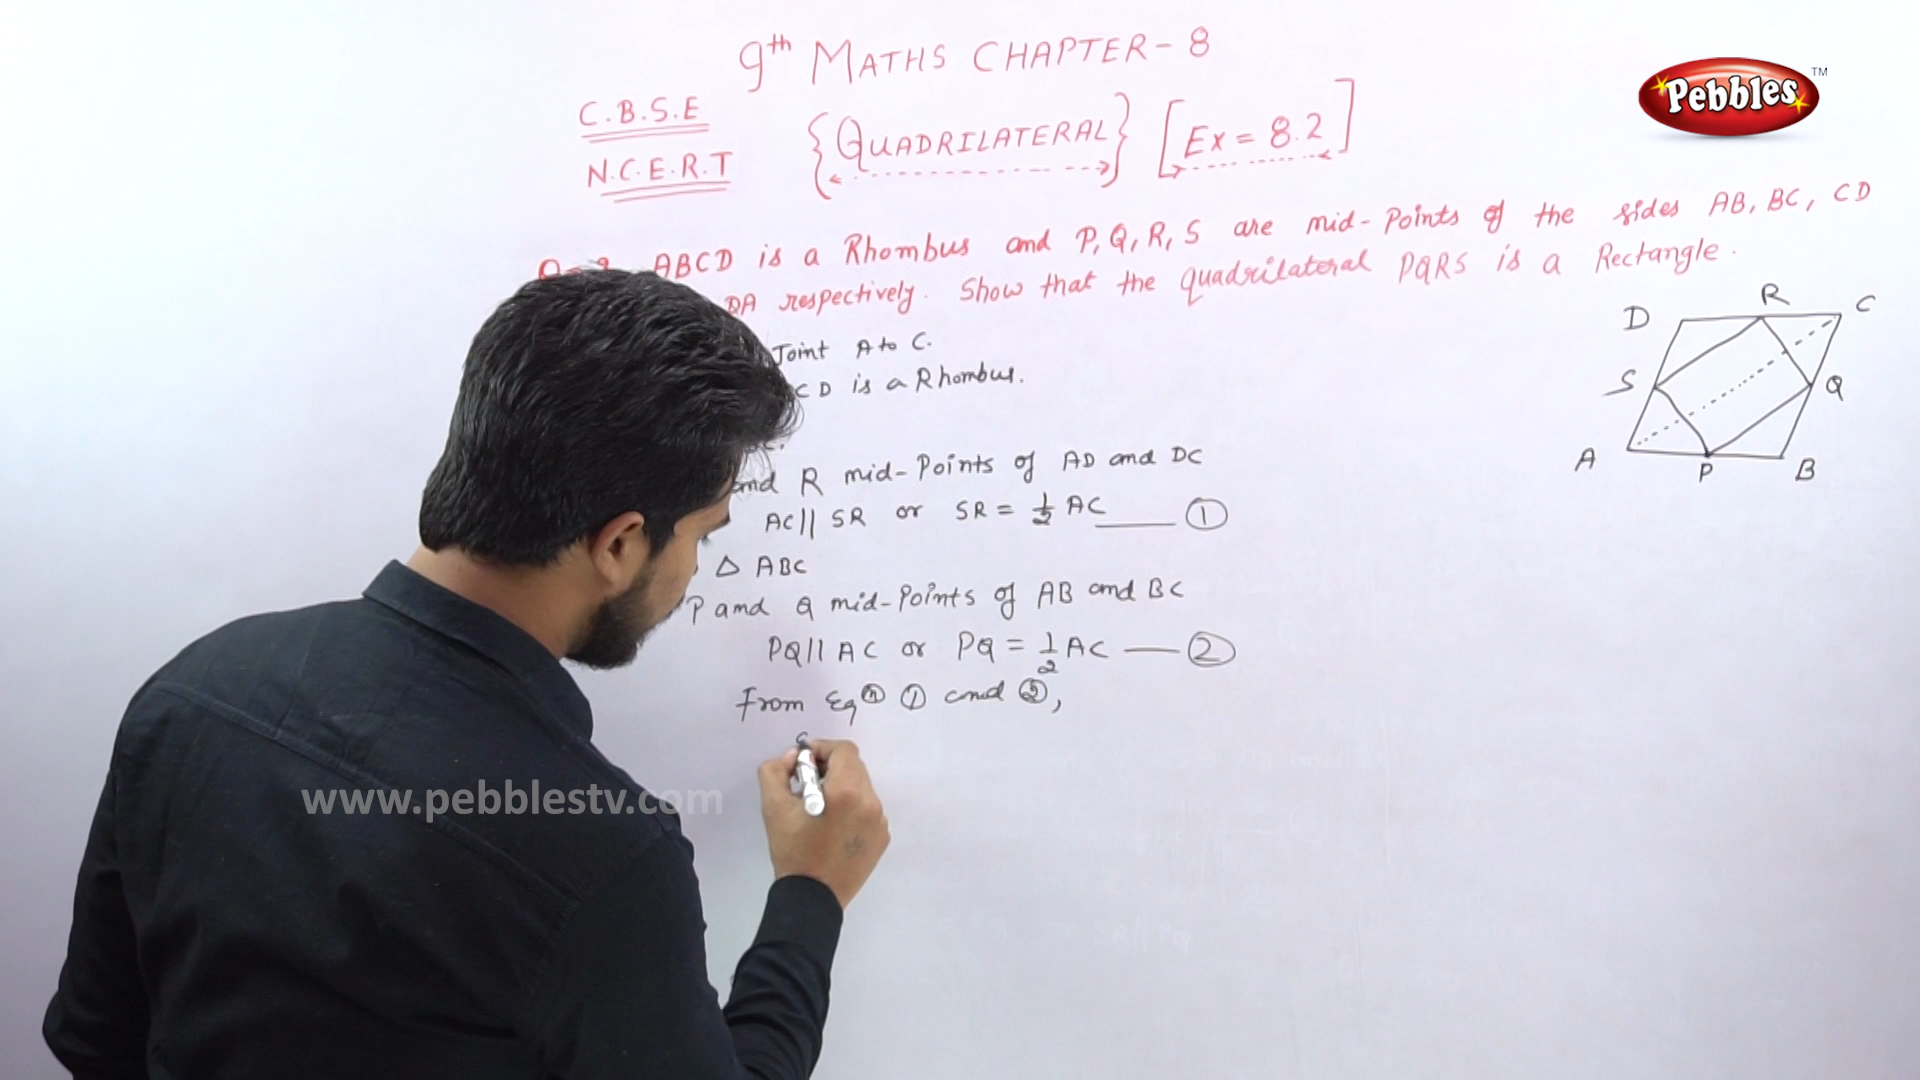 9th MATHS CHAPTER-8
Pebbles TM
C.B.S.E
N.C.E.R.T
{QUADRILATERAL} [Ex = 8.2]
ABCD is a Rhombus and P, Q, R, S are mid-Points of the sides AB, BC, CD
DA respectively. Show that the quadrilateral PQRS is a Rectangle.
Joint A to C.
CD is a Rhombus.
and R mid-Points of AD and DC
AC || SR or SR = 1/2 AC ——— ①
△ ABC
P and Q mid-Points of AB and BC
PQ || AC or PQ = 1/2 AC —— ②
From Eqⓝ ① and ②,
D R C
S Q
A P B
www.pebblestv.com